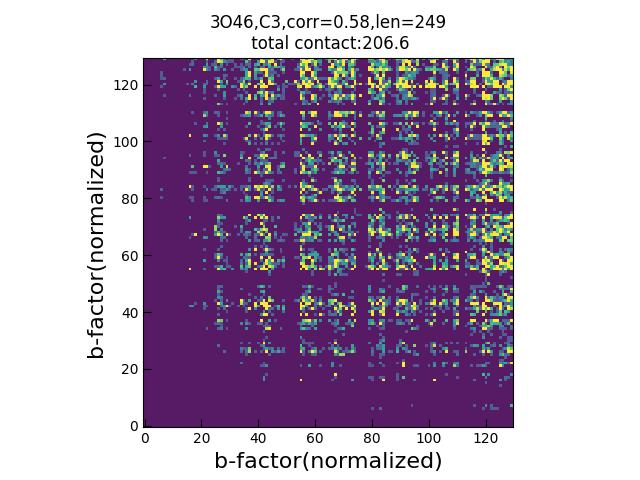 3O46,C3,corr=0.58,len=249
total contact:206.6
120
100
80
60
40
20
0
b-factor(normalized)
0 20 40 60 80 100 120
b-factor(normalized)